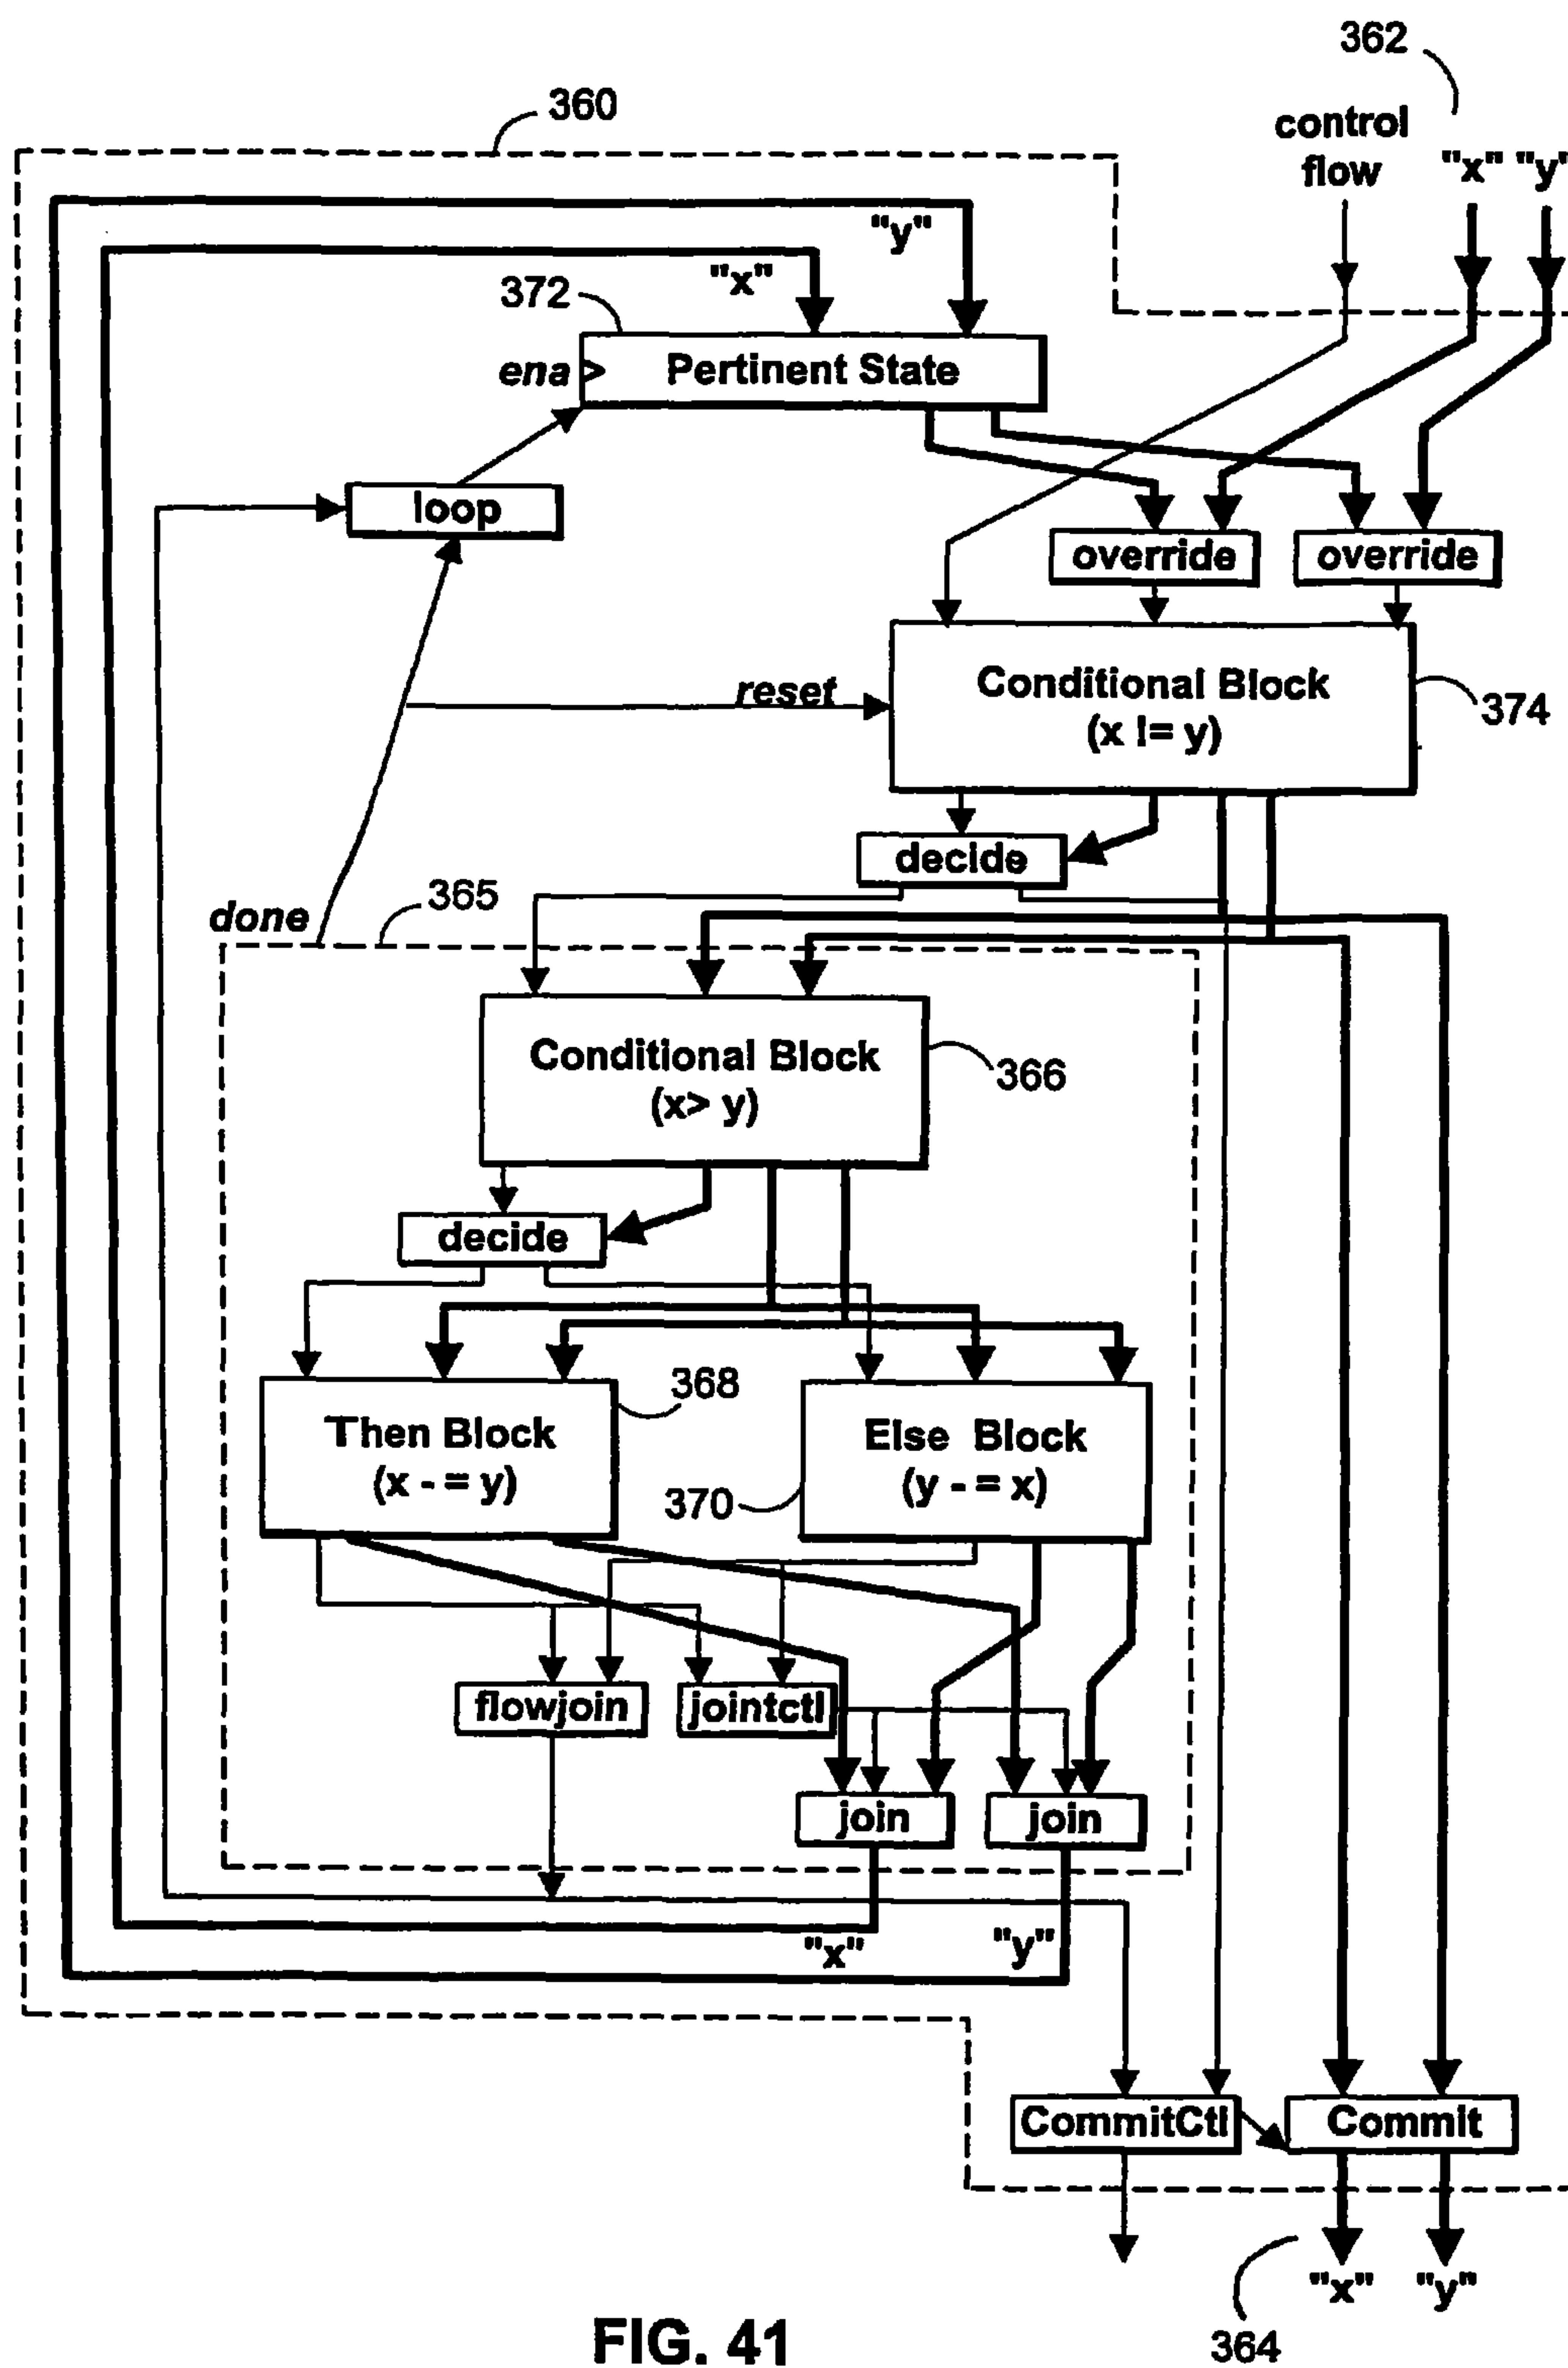 362
360
control
flow
"x" "y"
"y"
"x"
372
ena > Pertinent State
loop
override
override
Conditional Block
(x != y)
reset
374
decide
365
done
Conditional Block
(x> y)
366
decide
368
Then Block
(x - = y)
Else Block
(y - = x)
370
flowjoin
jointctl
join
join
"x"
"y"
CommitCtl
Commit
"x" "y"
364
FIG. 41